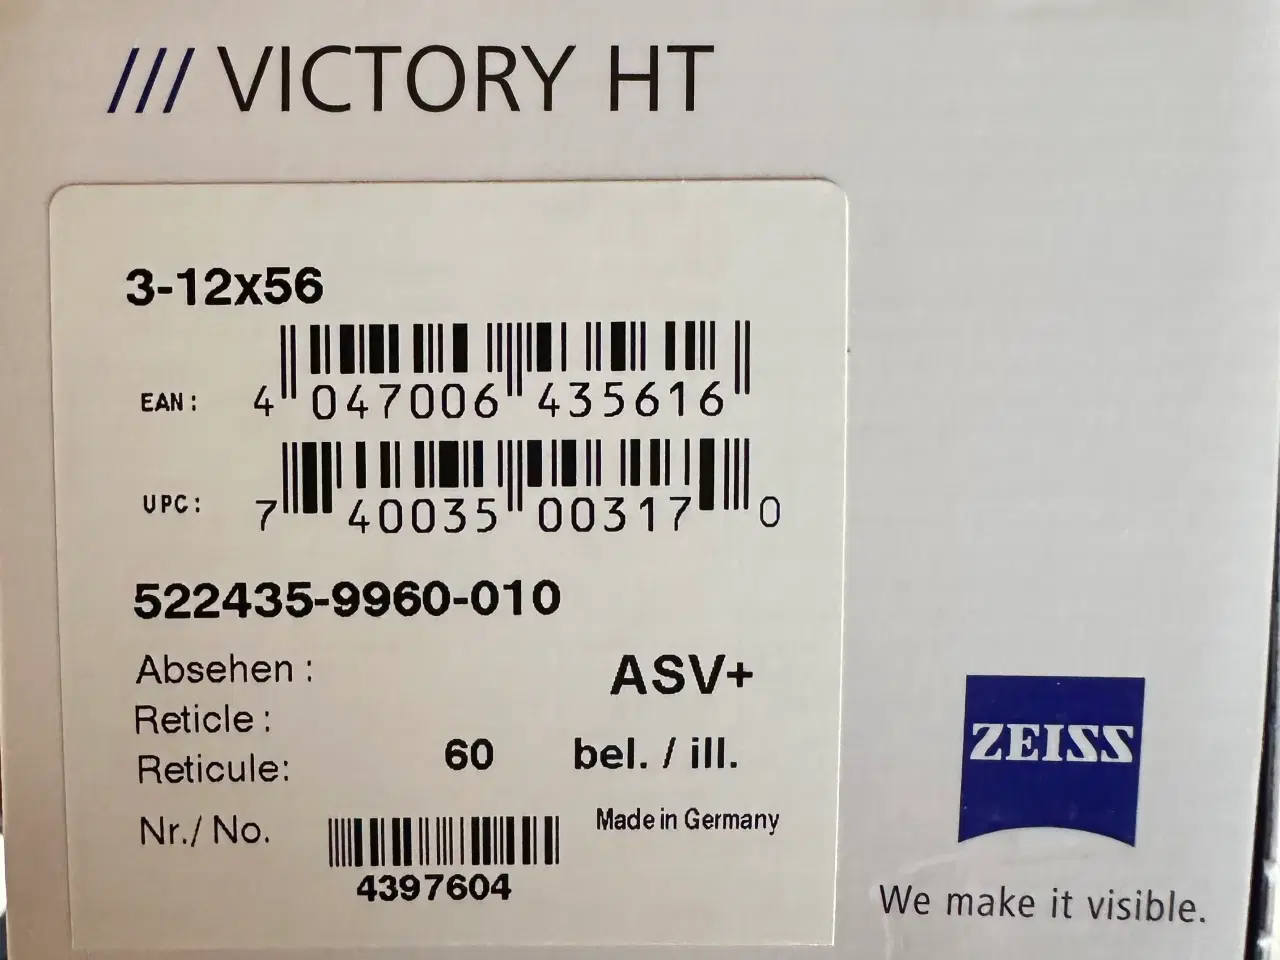 /// VICTORY HT
3-12x56
EAN: 4 047006 435616
UPC: 7 40035 00317 0
522435-9960-010
Absehen : ASV+
Reticle :
Reticule: 60 bel. / ill.
Nr./ No. Made in Germany
4397604
ZEISS
We make it visible.